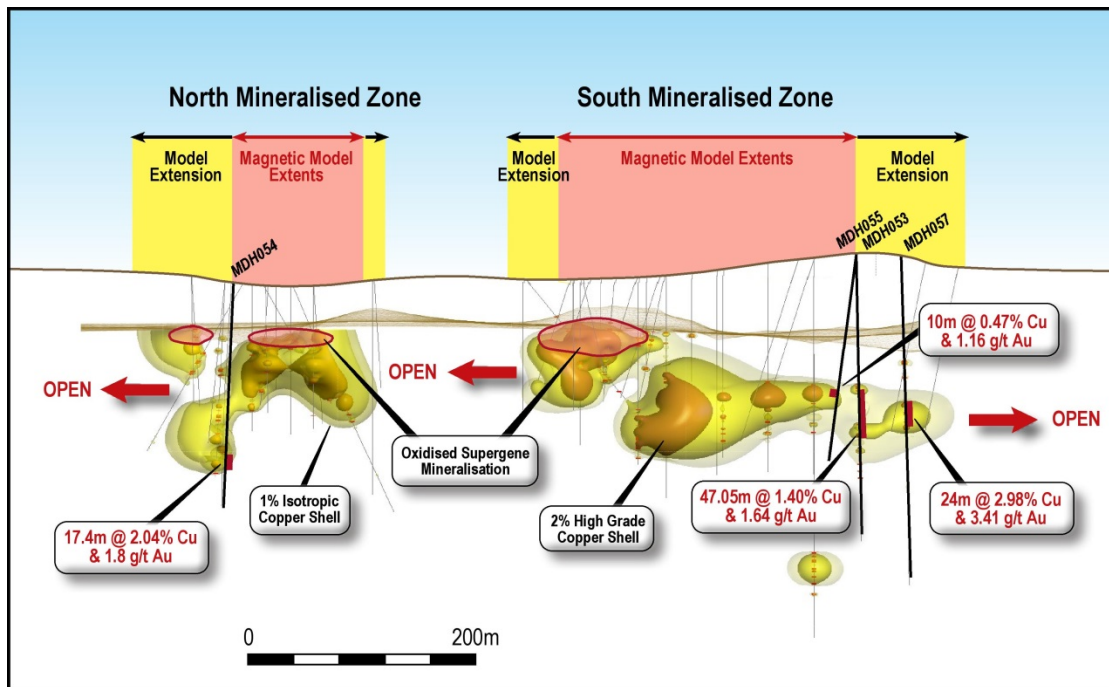 North Mineralised Zone
South Mineralised Zone
Model
Extension
Magnetic Model
Extents
Model
Extension
Magnetic Model Extents
Model
Extension
MDH054
MDH055
MDH053
MDH057
10m @ 0.47% Cu
& 1.16 g/t Au
OPEN
OPEN
OPEN
Oxidised Supergene
Mineralisation
1% Isotropic
Copper Shell
17.4m @ 2.04% Cu
& 1.8 g/t Au
2% High Grade
Copper Shell
47.05m @ 1.40% Cu
& 1.64 g/t Au
24m @ 2.98% Cu
& 3.41 g/t Au
0
200m